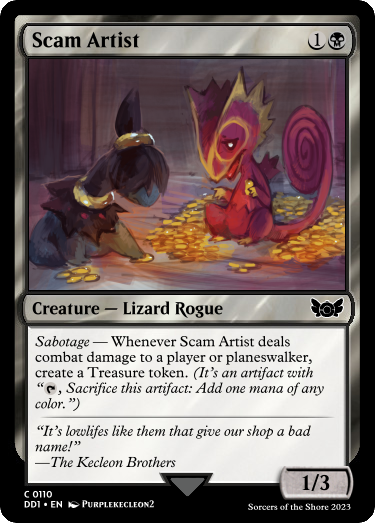 Scam Artist 1
Creature — Lizard Rogue
Sabotage — Whenever Scam Artist deals
combat damage to a player or planeswalker,
create a Treasure token. (It's an artifact with
“, Sacrifice this artifact: Add one mana of any
color.”)
“It's lowlifes like them that give our shop a bad
name!”
—The Kecleon Brothers
1/3
C 0110
DD1 • EN Purplekecleon2
Sorcers of the Shore 2023